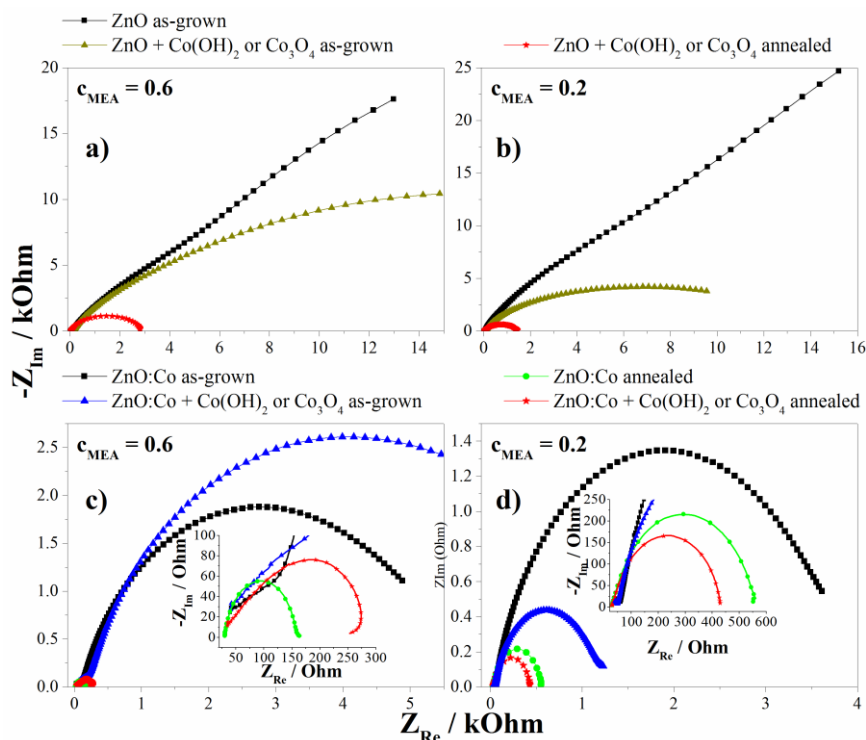 ZnO as-grown
ZnO + Co(OH)2 or Co3O4 as-grown
ZnO + Co(OH)2 or Co3O4 annealed
20
15
10
5
0
cMEA = 0.6
a)
0 2 4 6 8 10 12 14
25
20
15
10
5
0
cMEA = 0.2
b)
0 2 4 6 8 10 12 14 16
-ZIm / kOhm
ZnO:Co as-grown
ZnO:Co + Co(OH)2 or Co3O4 as-grown
ZnO:Co annealed
ZnO:Co + Co(OH)2 or Co3O4 annealed
2.5
2.0
1.5
1.0
0.5
0.0
cMEA = 0.6
c)
100
80
60
40
20
0
-ZIm / Ohm
50 100 150 200 250 300
ZRe / Ohm
0 1 2 3 4 5
1.4
1.2
1.0
0.8
0.6
0.4
0.2
0.0
ZIm (Ohm)
cMEA = 0.2
d)
250
200
150
100
50
0
-ZIm / Ohm
100 200 300 400 500 600
ZRe / Ohm
0 1 2 3 4
ZRe / kOhm